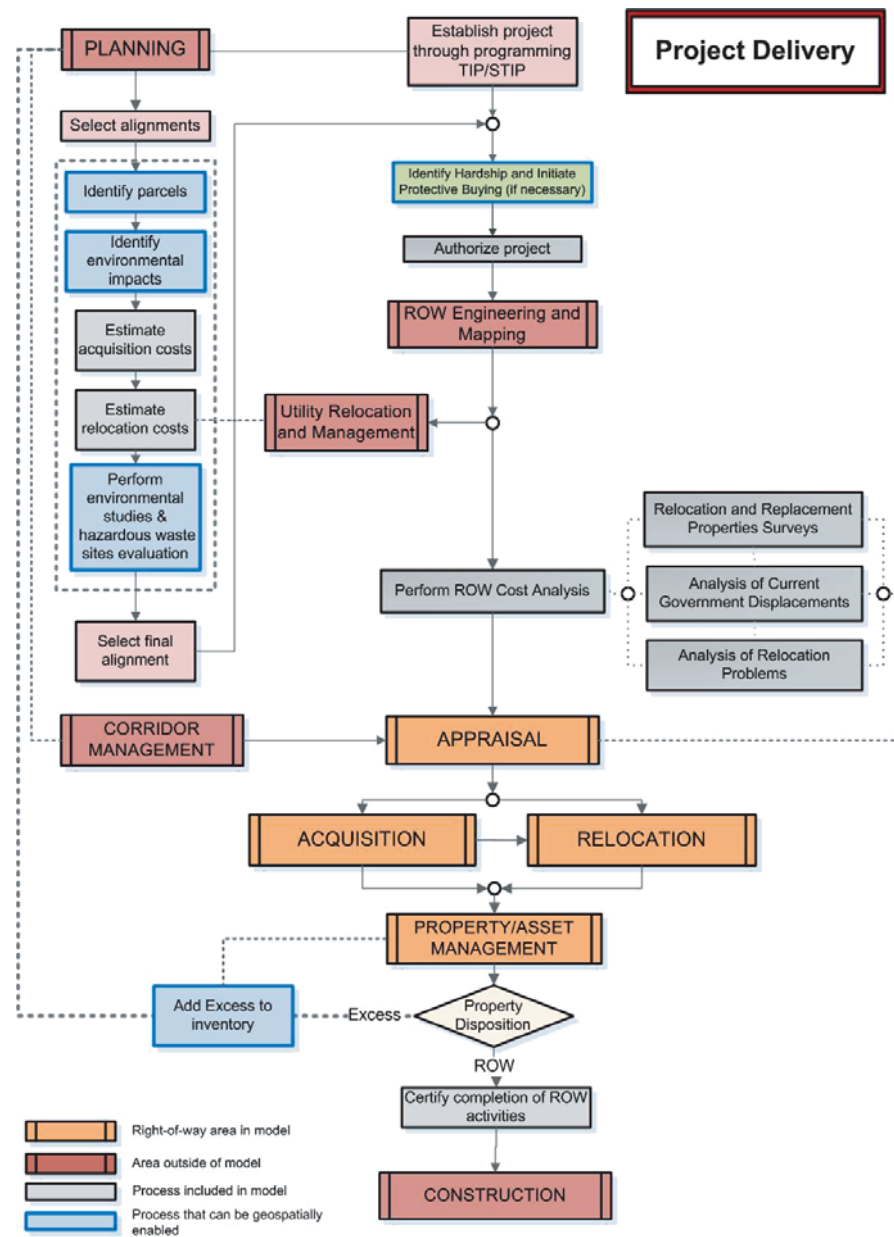 PLANNING
Establish project
through programming
TIP/STIP
Project Delivery
Select alignments
Identify parcels
Identify
environmental
impacts
Estimate
acquisition costs
Estimate
relocation costs
Perform
environmental
studies &
hazardous waste
sites evaluation
Select final
alignment
Identify Hardship and Initiate
Protective Buying (if necessary)
Authorize project
ROW Engineering and
Mapping
Utility Relocation
and Management
Perform ROW Cost Analysis
Relocation and Replacement
Properties Surveys
Analysis of Current
Government Displacements
Analysis of Relocation
Problems
CORRIDOR
MANAGEMENT
APPRAISAL
ACQUISITION
RELOCATION
PROPERTY/ASSET
MANAGEMENT
Add Excess to
inventory
Excess
Property
Disposition
ROW
Certify completion of ROW
activities
CONSTRUCTION
Right-of-way area in model
Area outside of model
Process included in model
Process that can be geospatially
enabled